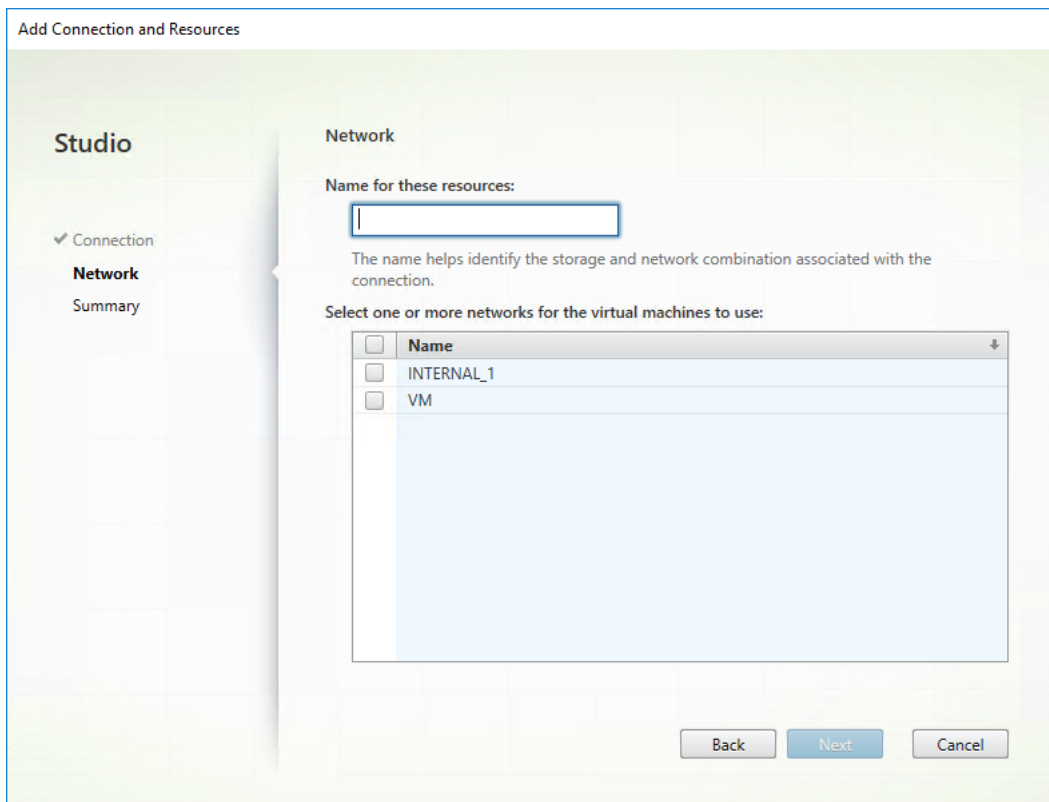 Add Connection and Resources
Studio
Connection
Network
Summary
Network
Name for these resources:
The name helps identify the storage and network combination associated with the
connection.
Select one or more networks for the virtual machines to use:
Name
INTERNAL_1
VM
Back Next Cancel